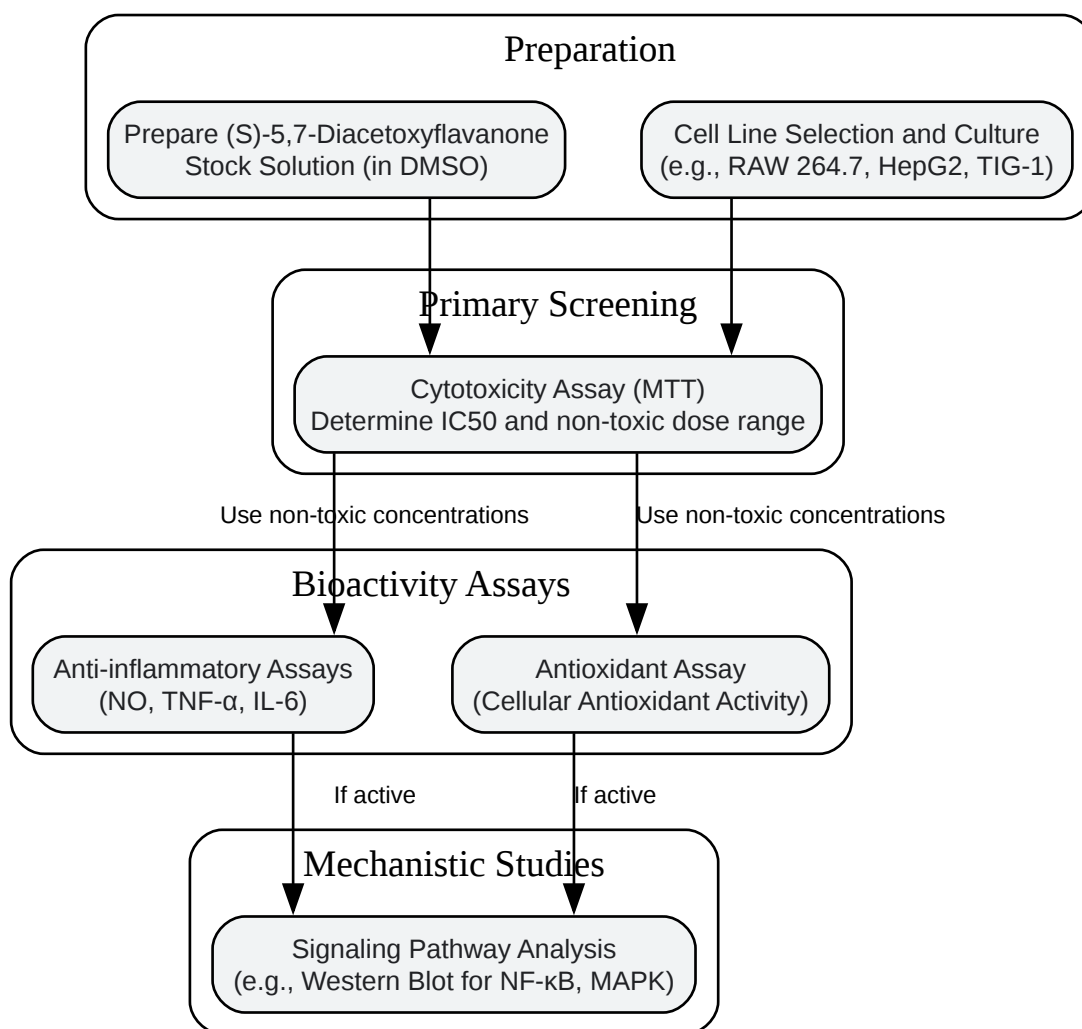 Preparation
Prepare (S)-5,7-Diacetoxyflavanone
Stock Solution (in DMSO)
Cell Line Selection and Culture
(e.g., RAW 264.7, HepG2, TIG-1)
Primary Screening
Cytotoxicity Assay (MTT)
Determine IC50 and non-toxic dose range
Use non-toxic concentrations
Use non-toxic concentrations
Bioactivity Assays
Anti-inflammatory Assays
(NO, TNF-α, IL-6)
Antioxidant Assay
(Cellular Antioxidant Activity)
If active
If active
Mechanistic Studies
Signaling Pathway Analysis
(e.g., Western Blot for NF-κB, MAPK)